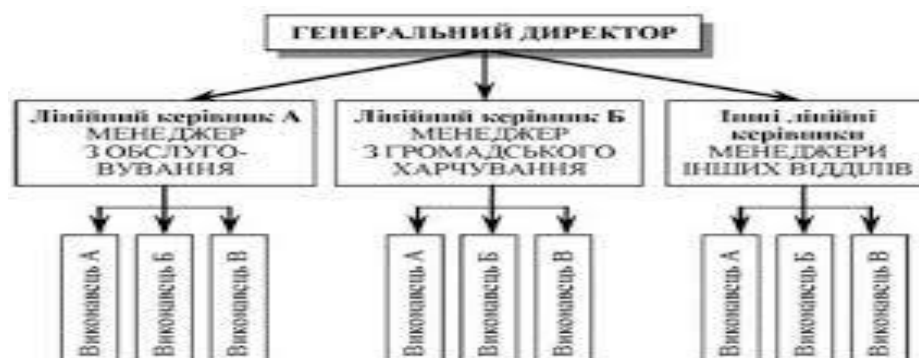 ГЕНЕРАЛЬНИЙ ДИРЕКТОР
Лінійний керівник А
МЕНЕДЖЕР
З ОБСЛУГО-
ВУВАННЯ
Лінійний керівник Б
МЕНЕДЖЕР
З ГРОМАДСЬКОГО
ХАРЧУВАННЯ
Інші лінійні
керівники
МЕНЕДЖЕРИ
ІНШИХ ВІДДІЛІВ
Виконавець А
Виконавець Б
Виконавець В
Виконавець А
Виконавець Б
Виконавець В
Виконавець А
Виконавець Б
Виконавець В